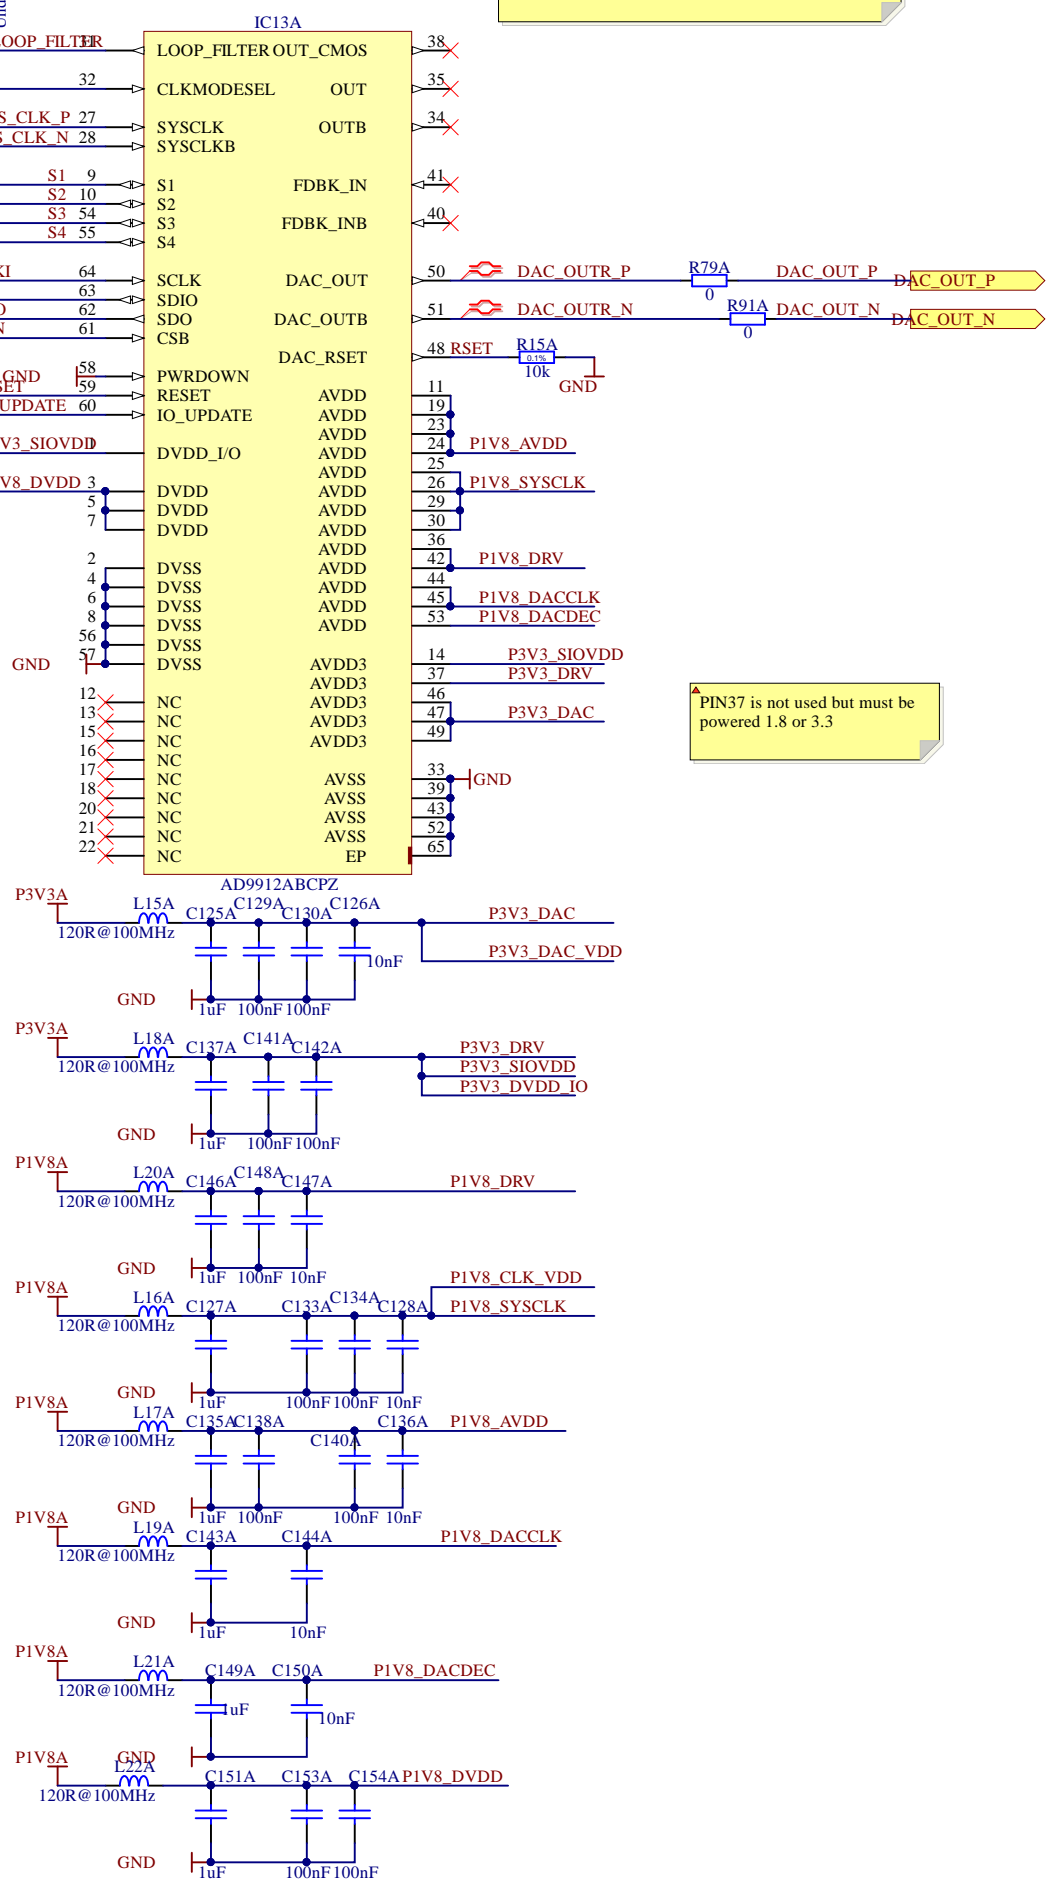 IC13A
LOOP_FILTER 31 LOOP_FILTER OUT_CMOS 38
32 CLKMODESEL OUT 35
S_CLK_P 27 SYSCLK OUTB 34
S_CLK_N 28 SYSCLKB
S1 9 S1 FDBK_IN 41
S2 10 S2
S3 54 S3 FDBK_INB 40
S4 55 S4
KI 64 SCLK DAC_OUT 50 DAC_OUTR_P R79A 0 DAC_OUT_P DAC_OUT_P
63 SDIO
O 62 SDO DAC_OUTB 51 DAC_OUTR_N R91A 0 DAC_OUT_N DAC_OUT_N
N 61 CSB
DAC_RSET 48 RSET R15A 0.1% 10k GND
GND 58 PWRDOWN
SET 59 RESET AVDD 11
UPDATE 60 IO_UPDATE AVDD 19
AVDD 23
V3_SIOVDD 1 DVDD_I/O AVDD 24 P1V8_AVDD
AVDD 25
V8_DVDD 3 DVDD AVDD 26 P1V8_SYSCLK
5 DVDD AVDD 29
7 DVDD AVDD 30
AVDD 36
2 DVSS AVDD 42 P1V8_DRV
4 DVSS AVDD 44
6 DVSS AVDD 45 P1V8_DACCLK
8 DVSS AVDD 53 P1V8_DACDEC
56 DVSS
GND 57 DVSS AVDD3 14 P3V3_SIOVDD
AVDD3 37 P3V3_DRV
12 NC AVDD3 46
13 NC AVDD3 47 P3V3_DAC
15 NC AVDD3 49
16 NC
17 NC AVSS 33 GND
18 NC AVSS 39
20 NC AVSS 43
21 NC AVSS 52
22 NC EP 65
AD9912ABCPZ
PIN37 is not used but must be
powered 1.8 or 3.3
P3V3A L15A C125A C129A C130A C126A P3V3_DAC
120R@100MHz
10nF P3V3_DAC_VDD
GND 1uF 100nF 100nF
P3V3A L18A C137A C141A C142A P3V3_DRV
120R@100MHz P3V3_SIOVDD
P3V3_DVDD_IO
GND 1uF 100nF 100nF
P1V8A L20A C146A C148A C147A P1V8_DRV
120R@100MHz
GND 1uF 100nF 10nF
P1V8_CLK_VDD
P1V8A L16A C127A C133A C134A C128A P1V8_SYSCLK
120R@100MHz
GND 1uF 100nF 100nF 10nF
P1V8A L17A C135A C138A C140A C136A P1V8_AVDD
120R@100MHz
GND 1uF 100nF 100nF 10nF
P1V8A L19A C143A C144A P1V8_DACCLK
120R@100MHz
GND 1uF 10nF
P1V8A L21A C149A C150A P1V8_DACDEC
120R@100MHz 1uF 10nF
GND
P1V8A L22A C151A C153A C154A P1V8_DVDD
120R@100MHz
GND 1uF 100nF 100nF